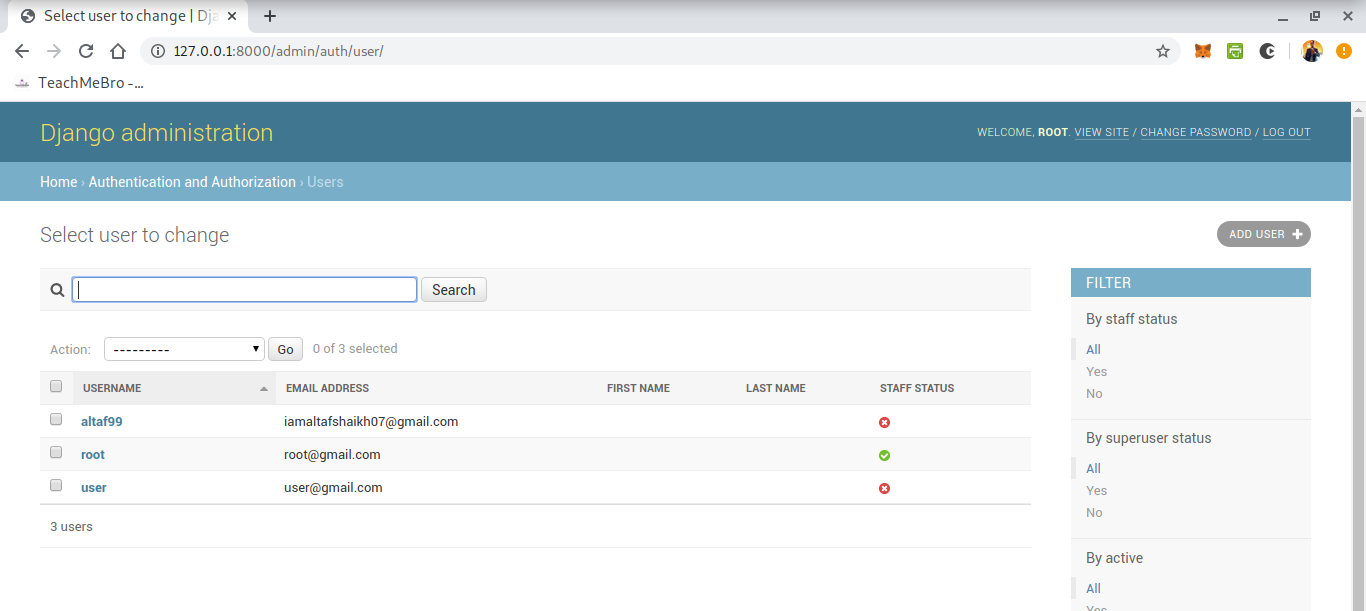 Select user to change | Dja
127.0.0.1:8000/admin/auth/user/
TeachMeBro -...
Django administration
WELCOME, ROOT. VIEW SITE / CHANGE PASSWORD / LOG OUT
Home › Authentication and Authorization › Users
Select user to change
ADD USER +
Search
Action: --------- Go 0 of 3 selected
USERNAME EMAIL ADDRESS FIRST NAME LAST NAME STAFF STATUS
altaf99 iamaltafshaikh07@gmail.com
root root@gmail.com
user user@gmail.com
3 users
FILTER
By staff status
All
Yes
No
By superuser status
All
Yes
No
By active
All
Yes